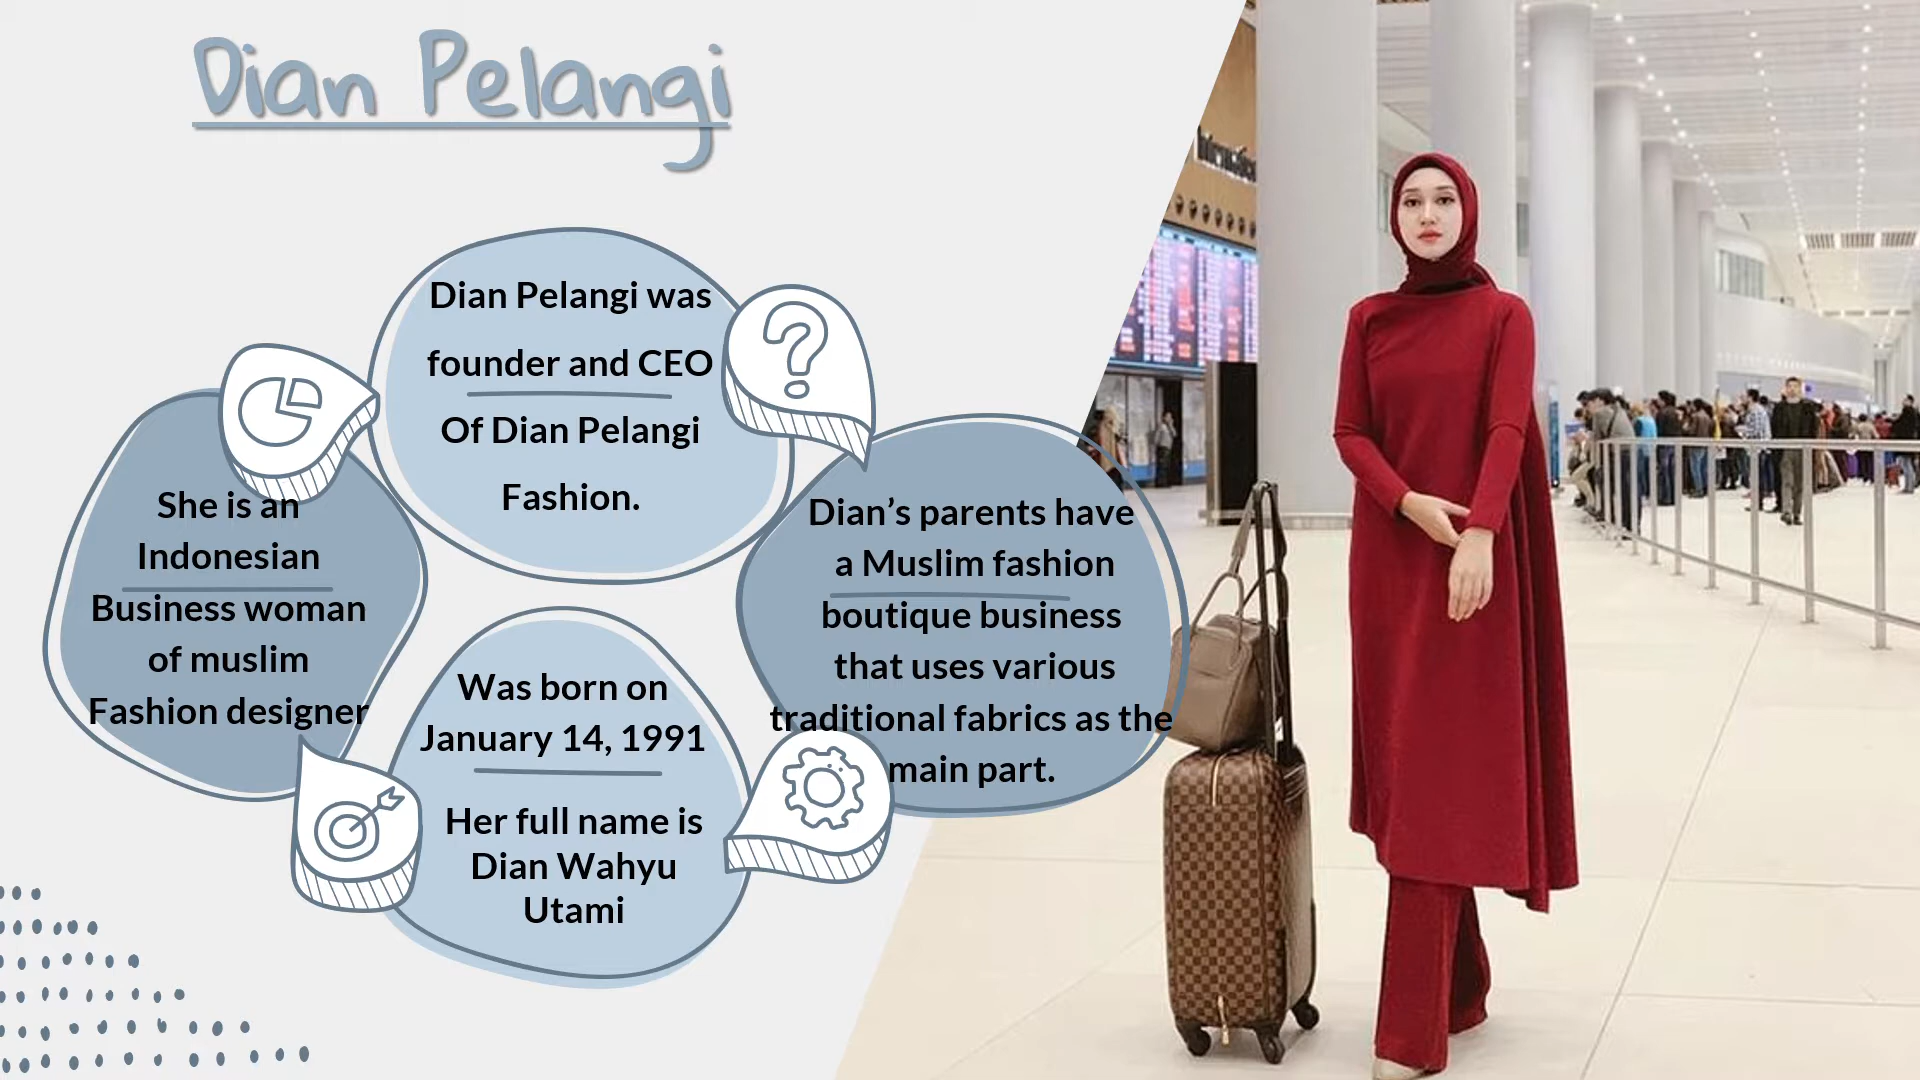 Dian Pelangi
Dian Pelangi was
founder and CEO
Of Dian Pelangi
Fashion.
She is an
Indonesian
Business woman
of muslim
Fashion designer
Was born on
January 14, 1991
Her full name is
Dian Wahyu
Utami
Dian’s parents have
a Muslim fashion
boutique business
that uses various
traditional fabrics as the
main part.